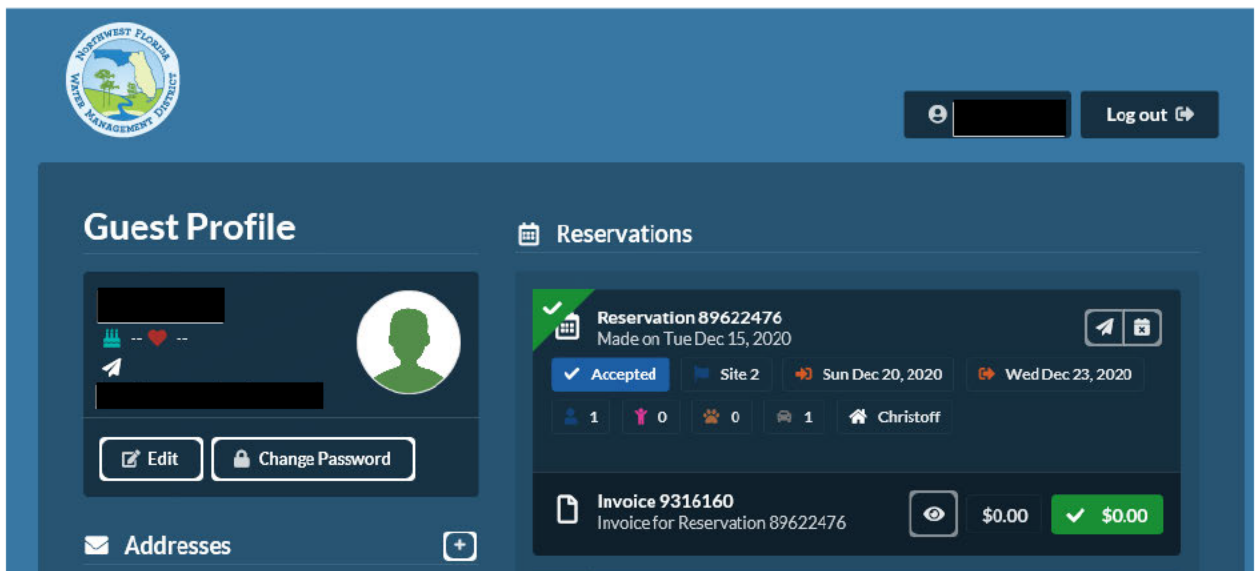 NORTHWEST FLORIDA
WATER MANAGEMENT DISTRICT
Log out
Guest Profile
-- --
Edit
Change Password
Addresses
+
Reservations
Reservation 89622476
Made on Tue Dec 15, 2020
Accepted Site 2 Sun Dec 20, 2020 Wed Dec 23, 2020
1 0 0 1 Christoff
Invoice 9316160
Invoice for Reservation 89622476
$0.00 $0.00